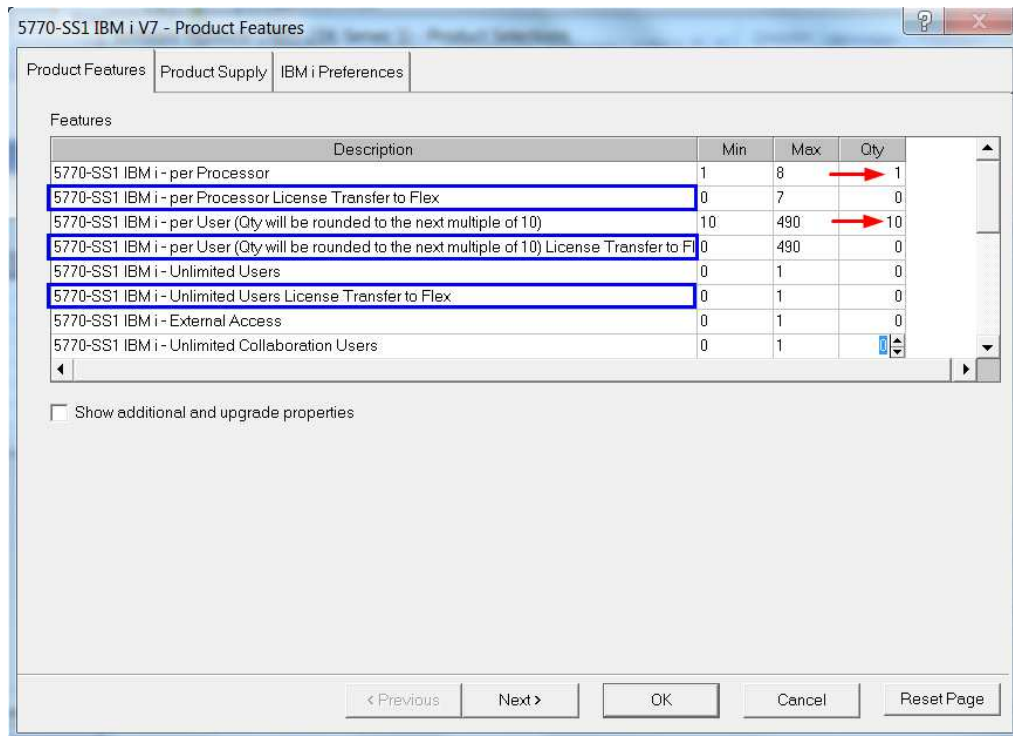 5770-SS1 IBM i V7 - Product Features
Product Features Product Supply IBM i Preferences
Features
Description Min Max Qty
5770-SS1 IBM i - per Processor 1 8 1
5770-SS1 IBM i - per Processor License Transfer to Flex 0 7 0
5770-SS1 IBM i - per User (Qty will be rounded to the next multiple of 10) 10 490 10
5770-SS1 IBM i - per User (Qty will be rounded to the next multiple of 10) License Transfer to Fl 0 490 0
5770-SS1 IBM i - Unlimited Users 0 1 0
5770-SS1 IBM i - Unlimited Users License Transfer to Flex 0 1 0
5770-SS1 IBM i - External Access 0 1 0
5770-SS1 IBM i - Unlimited Collaboration Users 0 1 0
Show additional and upgrade properties
< Previous Next > OK Cancel Reset Page